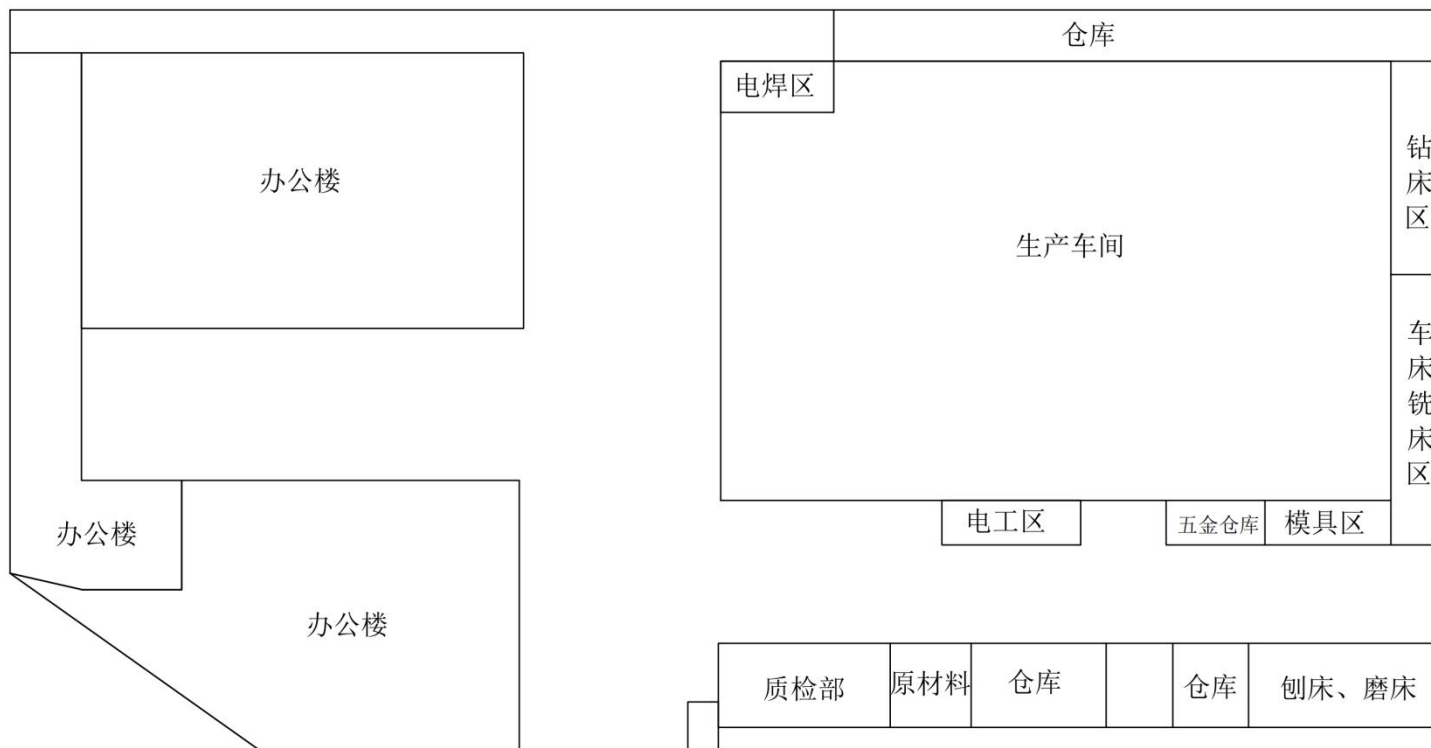 仓库
电焊区
钻床区
办公楼
生产车间
车床铣床区
电工区
五金仓库
模具区
办公楼
办公楼
质检部
原材料
仓库
仓库
刨床、磨床